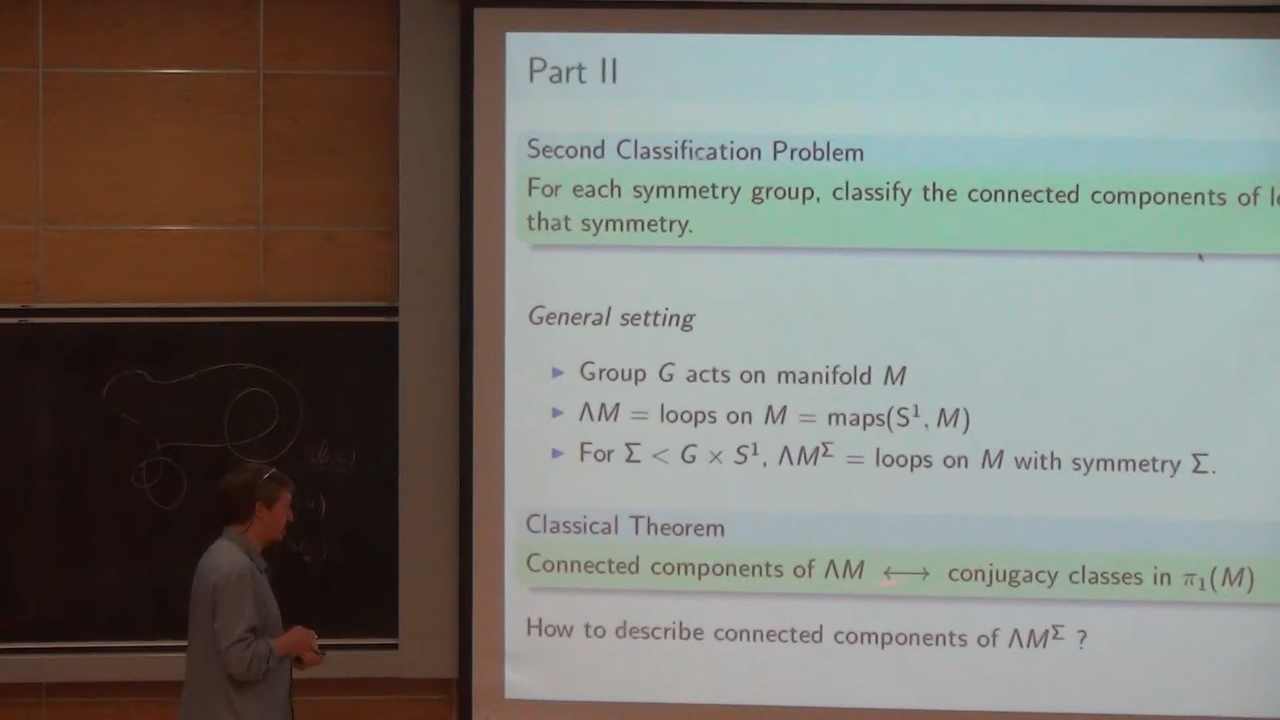 Part II
Second Classification Problem
For each symmetry group, classify the connected components of
that symmetry.
General setting
▶ Group G acts on manifold M
▶ ΛM = loops on M = maps(S¹, M)
▶ For Σ < G × S¹, ΛM^Σ = loops on M with symmetry Σ.
Classical Theorem
Connected components of ΛM ⟷ conjugacy classes in π₁(M)
How to describe connected components of ΛM^Σ ?